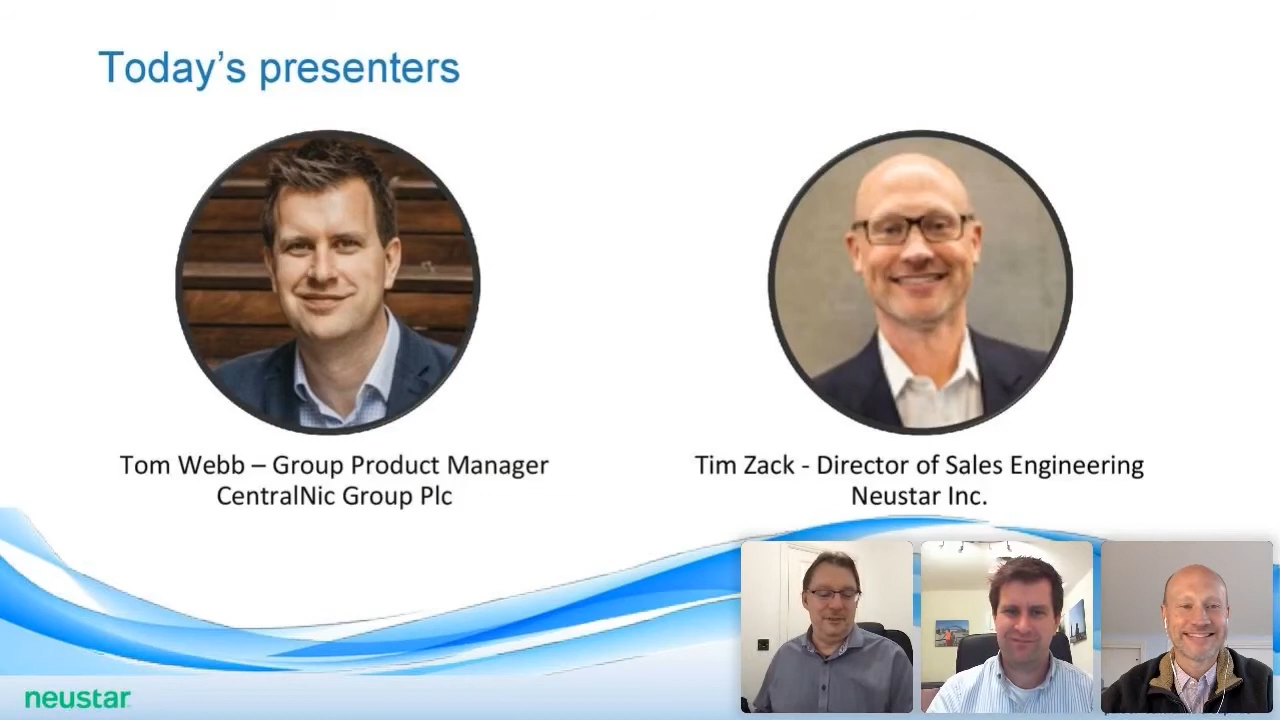 Today's presenters
Tom Webb – Group Product Manager
CentralNic Group Plc
Tim Zack - Director of Sales Engineering
Neustar Inc.
neustar